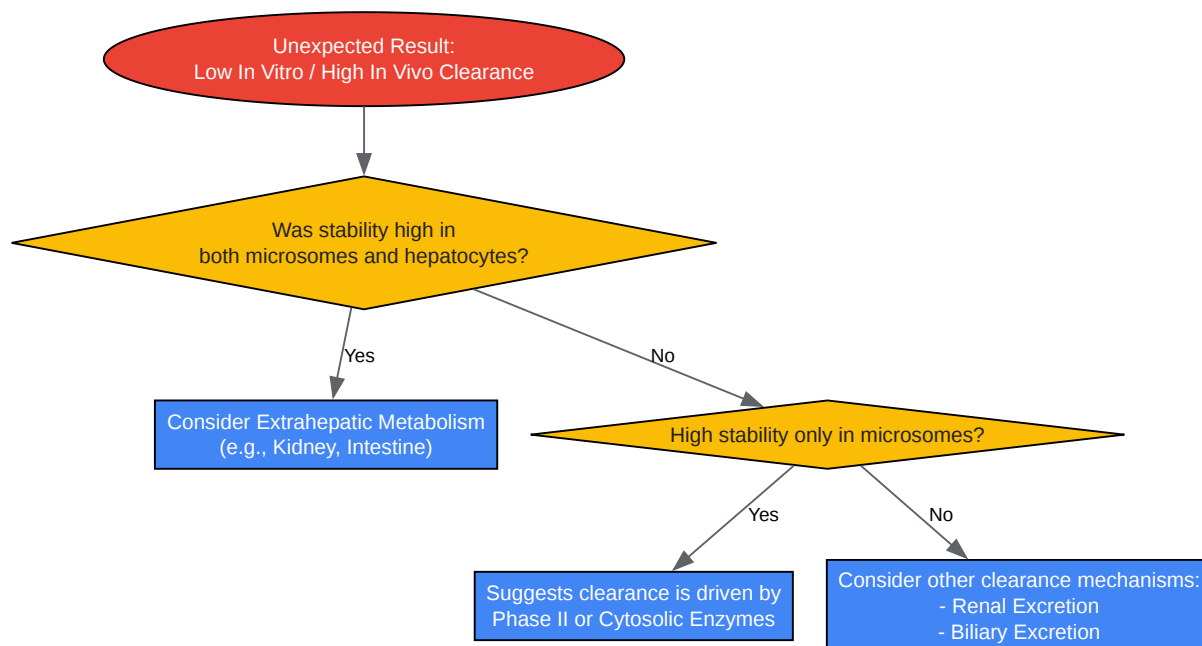 Unexpected Result:
Low In Vitro / High In Vivo Clearance
Was stability high in
both microsomes and hepatocytes?
Yes
No
Consider Extrahepatic Metabolism
(e.g., Kidney, Intestine)
High stability only in microsomes?
Yes
No
Suggests clearance is driven by
Phase II or Cytosolic Enzymes
Consider other clearance mechanisms:
- Renal Excretion
- Biliary Excretion